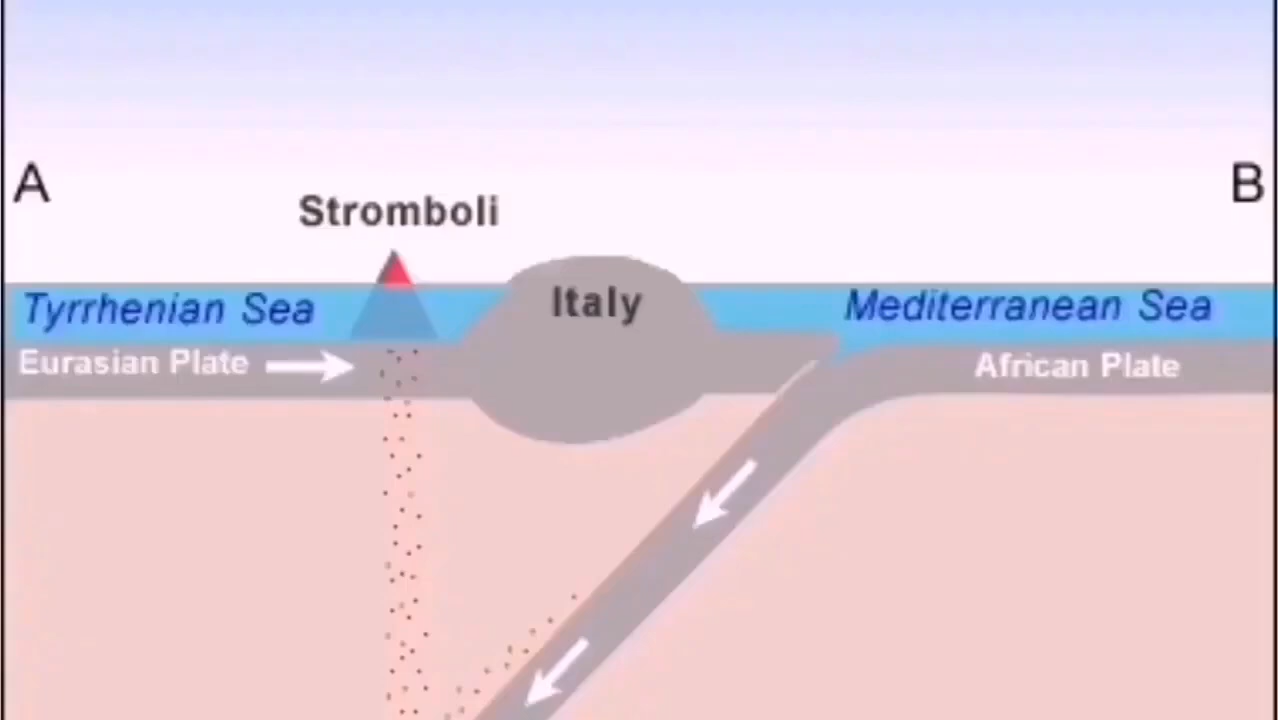 A
B
Stromboli
Tyrrhenian Sea
Italy
Mediterranean Sea
Eurasian Plate
African Plate